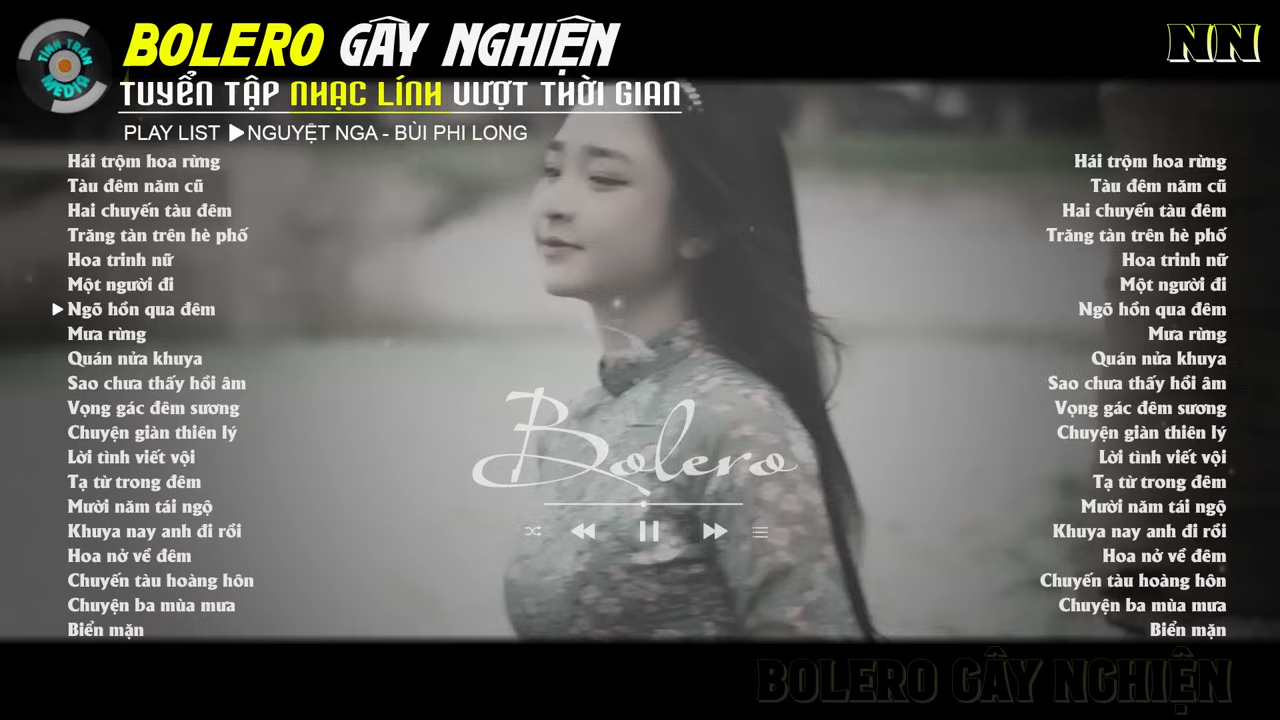 TÌNH TRẦN
MEDIA
BOLERO GÂY NGHIỆN
TUYỂN TẬP NHẠC LÍNH VƯỢT THỜI GIAN
PLAY LIST NGUYỆT NGA - BÙI PHI LONG
NN
Hái trộm hoa rừng
Tàu đêm năm cũ
Hai chuyến tàu đêm
Trăng tàn trên hè phố
Hoa trinh nữ
Một người đi
Ngõ hồn qua đêm
Mưa rừng
Quán nửa khuya
Sao chưa thấy hồi âm
Vọng gác đêm sương
Chuyện giàn thiên lý
Lời tình viết vội
Tạ từ trong đêm
Mười năm tái ngộ
Khuya nay anh đi rồi
Hoa nở về đêm
Chuyến tàu hoàng hôn
Chuyện ba mùa mưa
Biển mặn
Bolero
Hái trộm hoa rừng
Tàu đêm năm cũ
Hai chuyến tàu đêm
Trăng tàn trên hè phố
Hoa trinh nữ
Một người đi
Ngõ hồn qua đêm
Mưa rừng
Quán nửa khuya
Sao chưa thấy hồi âm
Vọng gác đêm sương
Chuyện giàn thiên lý
Lời tình viết vội
Tạ từ trong đêm
Mười năm tái ngộ
Khuya nay anh đi rồi
Hoa nở về đêm
Chuyến tàu hoàng hôn
Chuyện ba mùa mưa
Biển mặn
BOLERO GÂY NGHIỆN